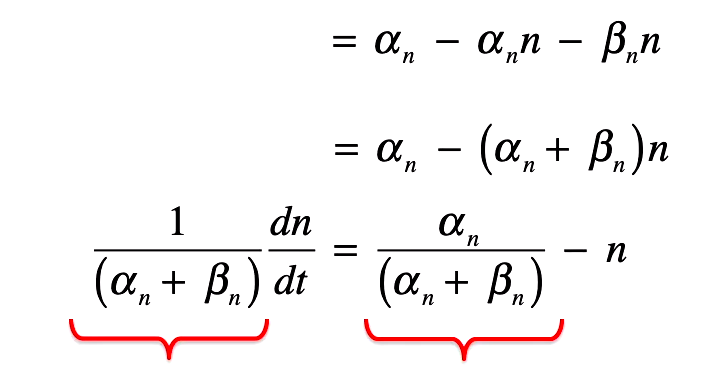 = αₙ − αₙn − βₙn
= αₙ − (αₙ + βₙ)n
1/(αₙ + βₙ) dn/dt = αₙ/(αₙ + βₙ) − n